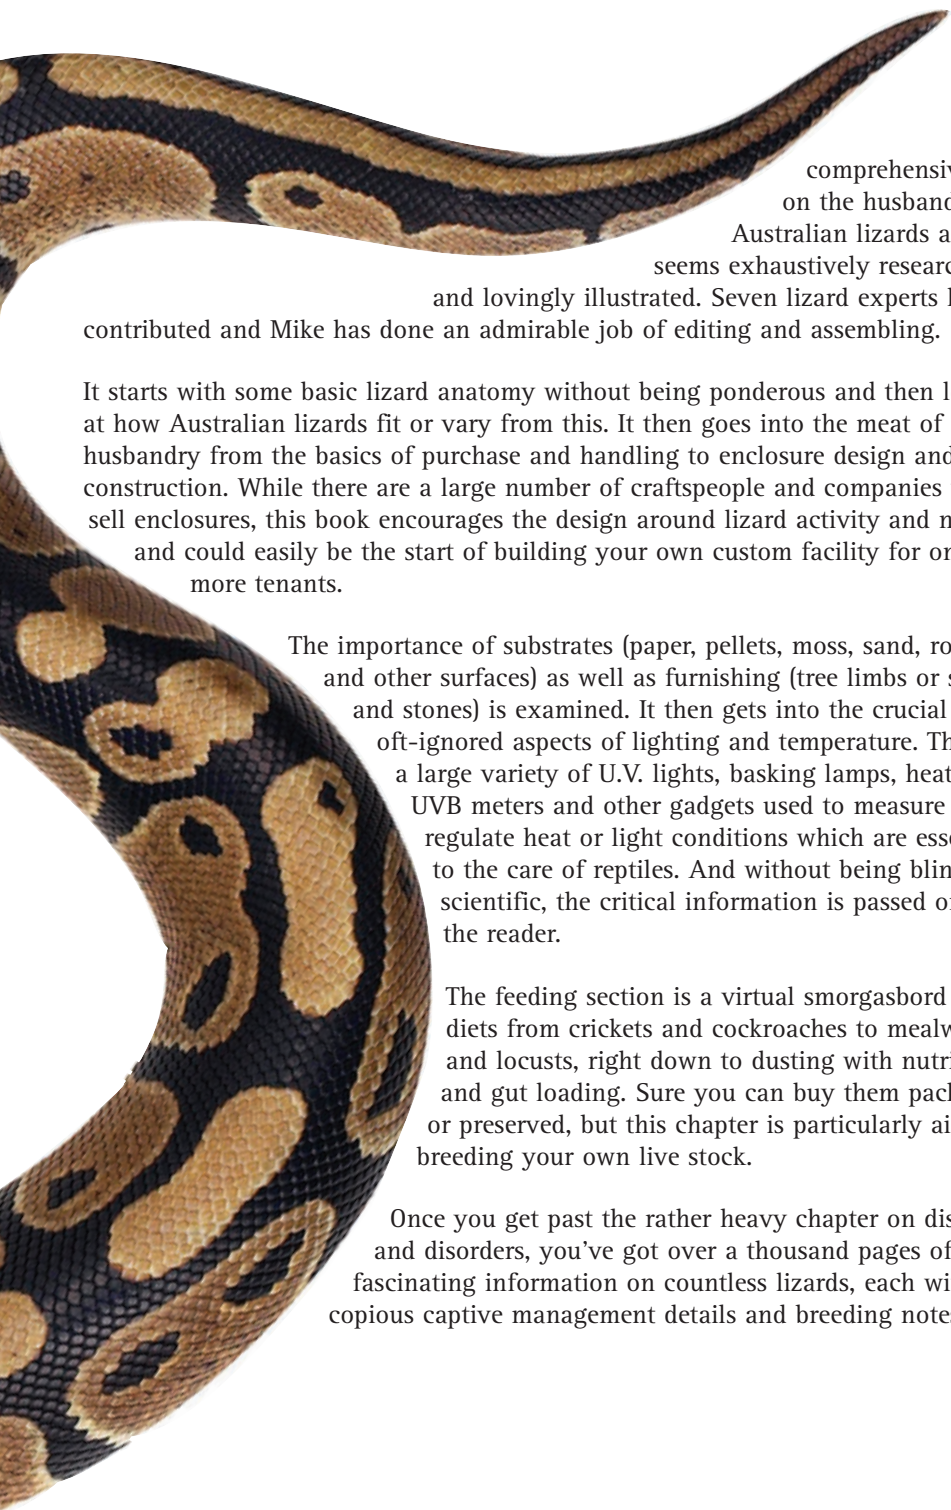 comprehensiv
on the husband
Australian lizards a
seems exhaustively researc
and lovingly illustrated. Seven lizard experts
contributed and Mike has done an admirable job of editing and assembling.
It starts with some basic lizard anatomy without being ponderous and then l
at how Australian lizards fit or vary from this. It then goes into the meat of
husbandry from the basics of purchase and handling to enclosure design and
construction. While there are a large number of craftspeople and companies
sell enclosures, this book encourages the design around lizard activity and n
and could easily be the start of building your own custom facility for or
more tenants.
The importance of substrates (paper, pellets, moss, sand, ro
and other surfaces) as well as furnishing (tree limbs or s
and stones) is examined. It then gets into the crucial
oft-ignored aspects of lighting and temperature. Th
a large variety of U.V. lights, basking lamps, heat
UVB meters and other gadgets used to measure
regulate heat or light conditions which are esse
to the care of reptiles. And without being blin
scientific, the critical information is passed o
the reader.
The feeding section is a virtual smorgasbord
diets from crickets and cockroaches to mealw
and locusts, right down to dusting with nutri
and gut loading. Sure you can buy them pack
or preserved, but this chapter is particularly ai
breeding your own live stock.
Once you get past the rather heavy chapter on dis
and disorders, you've got over a thousand pages of
fascinating information on countless lizards, each wi
copious captive management details and breeding note